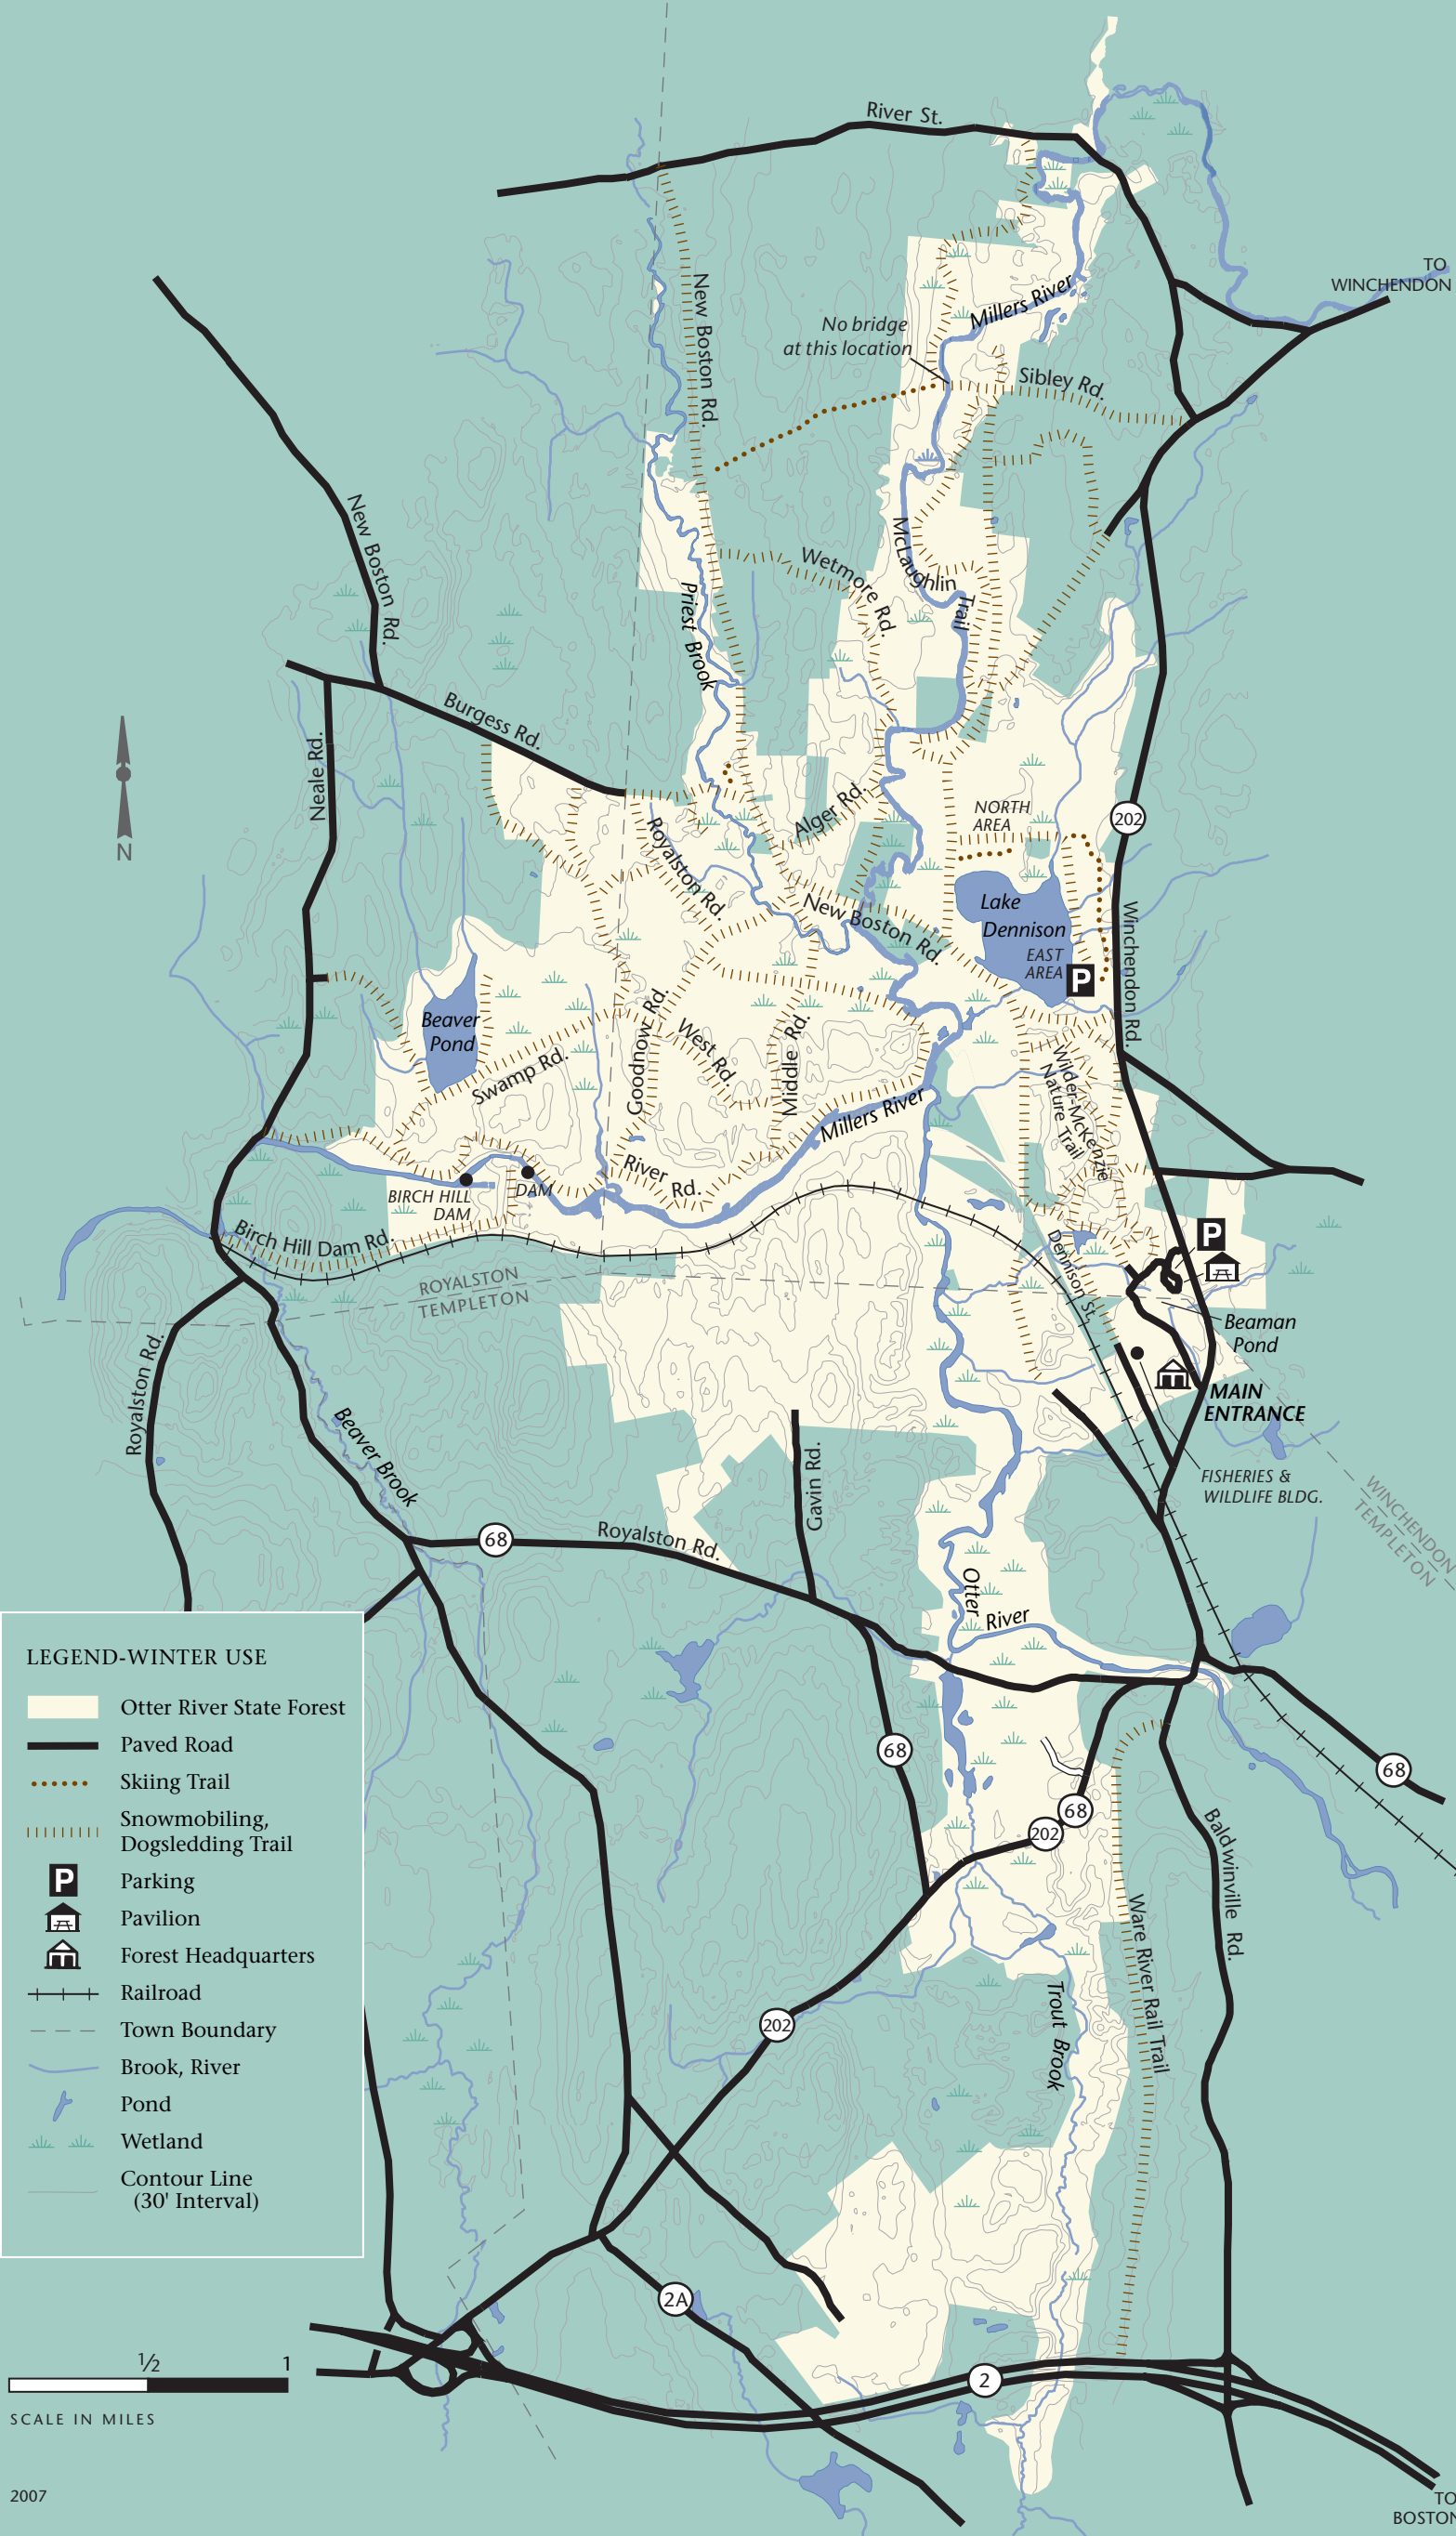 River St.
TO
WINCHENDON
New Boston Rd.
Millers River
No bridge
at this location
Sibley Rd.
New Boston Rd.
McLaughlin Trail
Wetmore Rd.
Priest Brook
Burgess Rd.
Neale Rd.
N
Alger Rd.
NORTH
AREA
202
Royalston Rd.
New Boston Rd.
Lake
Dennison
EAST
AREA
P
Winchendon Rd.
Beaver
Pond
Swamp Rd.
Goodnow Rd.
West Rd.
Middle Rd.
Wilder-McKenzie
Nature Trail
Millers River
River Rd.
BIRCH HILL
DAM
DAM
Birch Hill Dam Rd.
ROYALSTON
TEMPLETON
Dennison St.
P
Beaman
Pond
MAIN
ENTRANCE
Royalston Rd.
Beaver Brook
Gavin Rd.
FISHERIES &
WILDLIFE BLDG.
WINCHENDON
TEMPLETON
68
Royalston Rd.
Otter River
68
68
68
202
Baldwinville Rd.
Ware River Rail Trail
202
Trout Brook
2A
2
TO
BOSTON
LEGEND-WINTER USE
Otter River State Forest
Paved Road
Skiing Trail
Snowmobiling,
Dogsledding Trail
P Parking
Pavilion
Forest Headquarters
Railroad
Town Boundary
Brook, River
Pond
Wetland
Contour Line
(30' Interval)
½ 1
SCALE IN MILES
2007